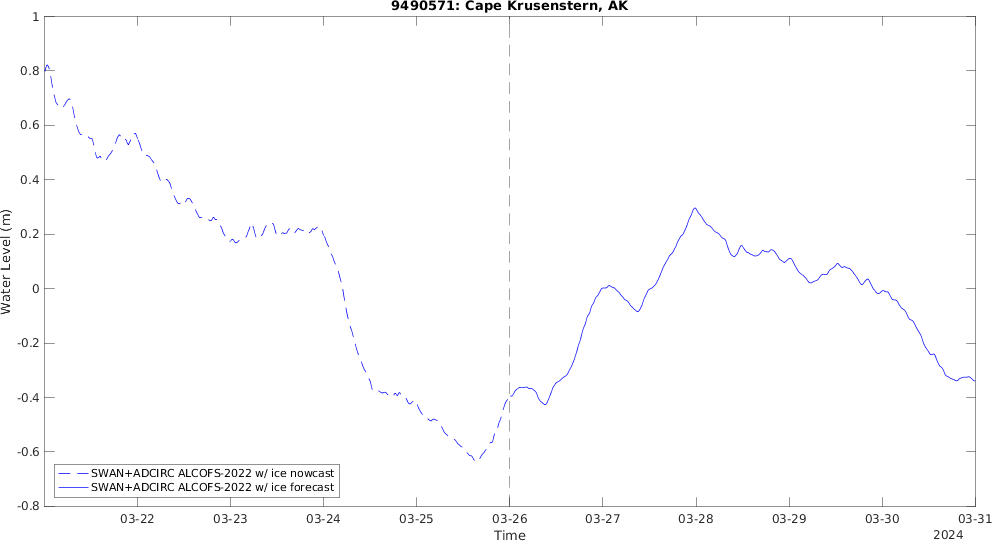 9490571: Cape Krusenstern, AK
1
0.8
0.6
0.4
0.2
0
-0.2
-0.4
-0.6
-0.8
Water Level (m)
SWAN+ADCIRC ALCOFS-2022 w/ ice nowcast
SWAN+ADCIRC ALCOFS-2022 w/ ice forecast
03-22 03-23 03-24 03-25 03-26 03-27 03-28 03-29 03-30 03-31
Time
2024